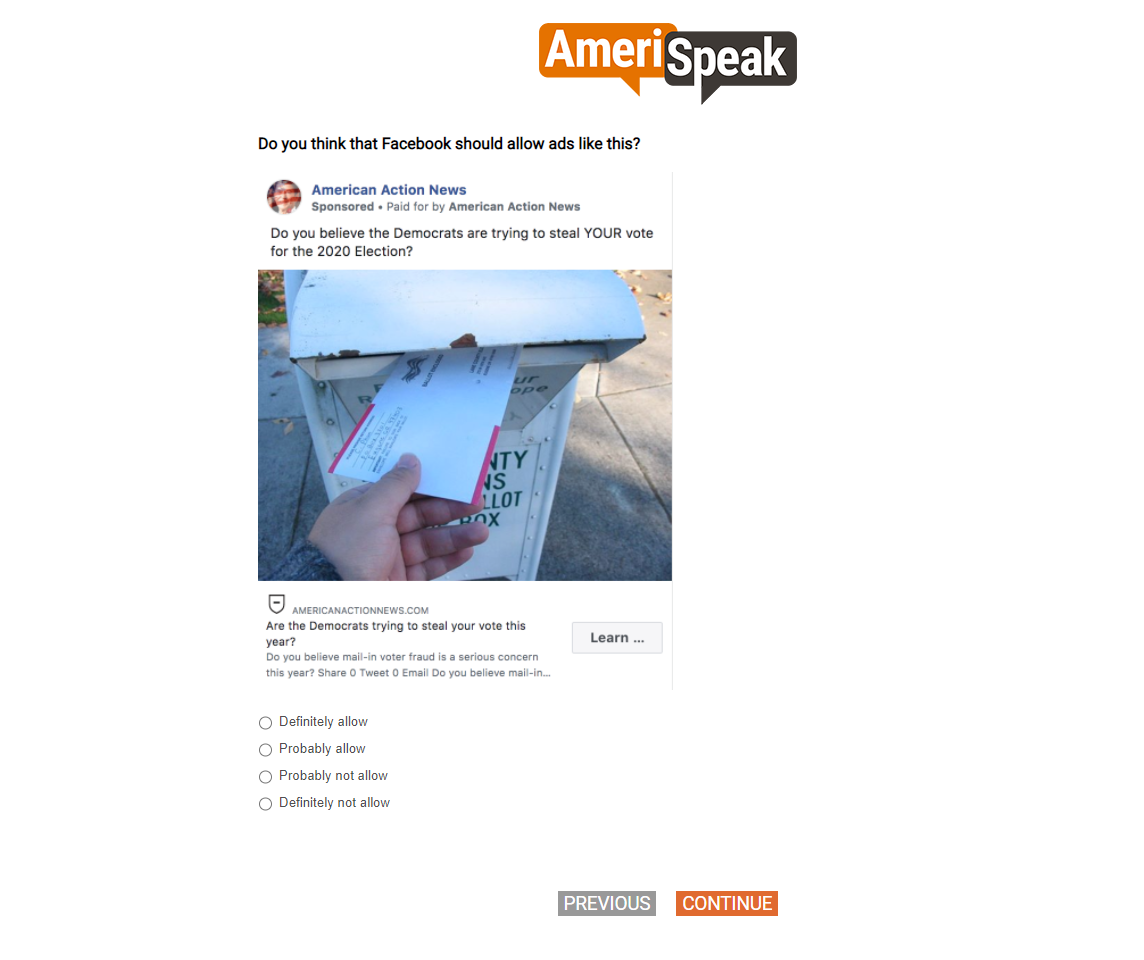 AmeriSpeak
Do you think that Facebook should allow ads like this?
American Action News
Sponsored • Paid for by American Action News
Do you believe the Democrats are trying to steal YOUR vote
for the 2020 Election?
BALLOT
NTY
NS
LLOT
BOX
AMERICANACTIONNEWS.COM
Are the Democrats trying to steal your vote this
year?
Do you believe mail-in voter fraud is a serious concern
this year? Share 0 Tweet 0 Email Do you believe mail-in...
Learn ...
Definitely allow
Probably allow
Probably not allow
Definitely not allow
PREVIOUS
CONTINUE